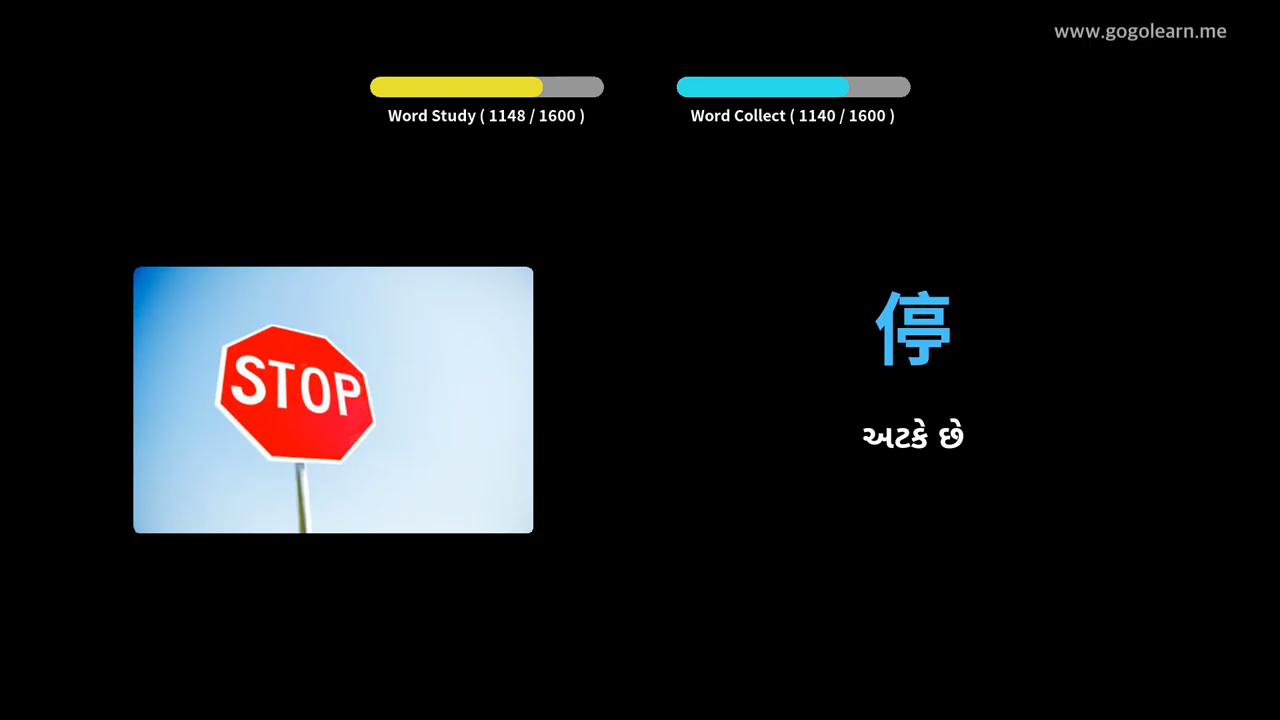 www.gogolearn.me
Word Study ( 1148 / 1600 )
Word Collect ( 1140 / 1600 )
STOP
停
અટકે છે